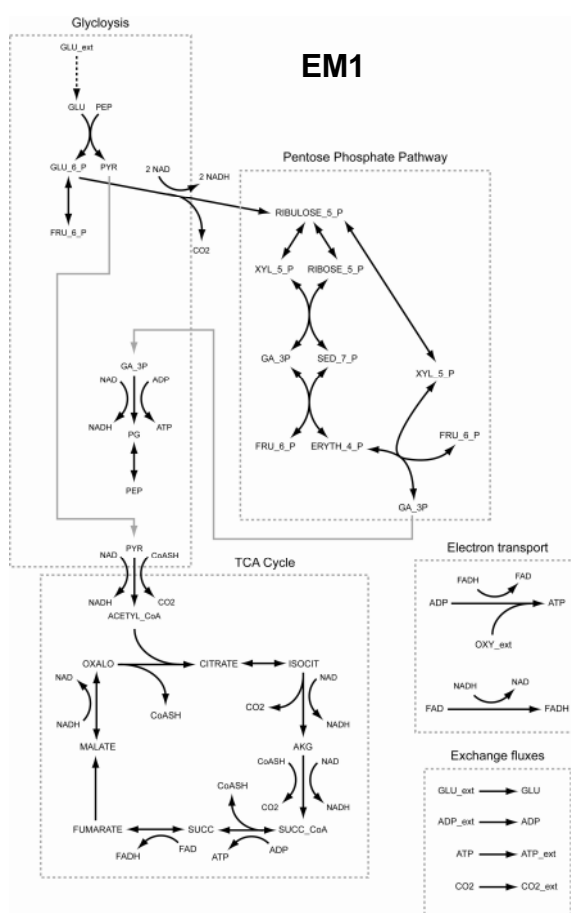 Glycloysis
GLU_ext
EM1
GLU PEP
GLU_6_P PYR
2 NAD 2 NADH
Pentose Phosphate Pathway
FRU_6_P
CO2
RIBULOSE_5_P
XYL_5_P RIBOSE_5_P
GA_3P
GA_3P SED_7_P
XYL_5_P
NAD ADP
NADH ATP
PG
FRU_6_P ERYTH_4_P
FRU_6_P
PEP
GA_3P
PYR
NAD CoASH
NADH CO2
ACETYL_CoA
TCA Cycle
OXALO CITRATE ISOCIT
NAD
NADH
CoASH
CO2
NAD
NADH
MALATE
AKG
CoASH NAD
CO2 NADH
CoASH
FUMARATE SUCC SUCC_CoA
FADH FAD
ATP ADP
Electron transport
FADH FAD
ADP ATP
OXY_ext
NADH NAD
FAD FADH
Exchange fluxes
GLU_ext GLU
ADP_ext ADP
ATP ATP_ext
CO2 CO2_ext